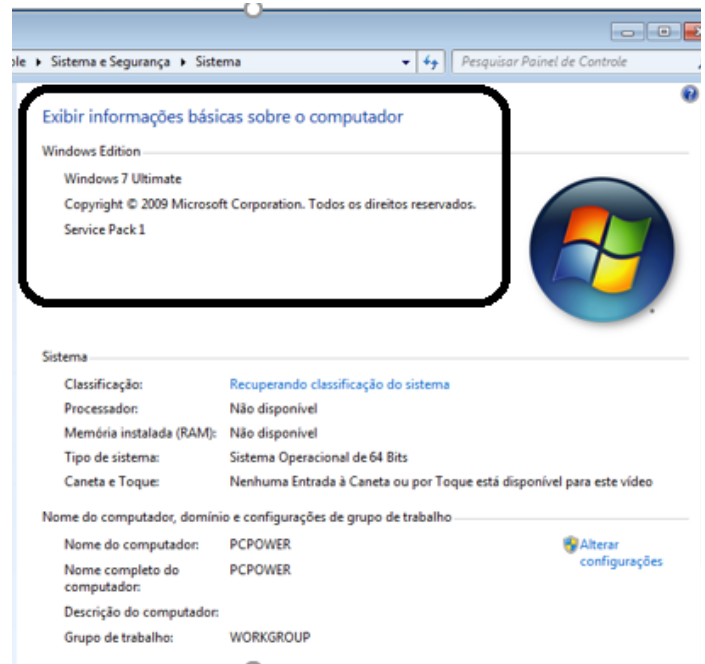 ole ▸ Sistema e Segurança ▸ Sistema
Pesquisar Painel de Controle
Exibir informações básicas sobre o computador
Windows Edition
Windows 7 Ultimate
Copyright © 2009 Microsoft Corporation. Todos os direitos reservados.
Service Pack 1
Sistema
Classificação: Recuperando classificação do sistema
Processador: Não disponível
Memória instalada (RAM): Não disponível
Tipo de sistema: Sistema Operacional de 64 Bits
Caneta e Toque: Nenhuma Entrada à Caneta ou por Toque está disponível para este vídeo
Nome do computador, domínio e configurações de grupo de trabalho
Nome do computador: PCPOWER
Alterar
configurações
Nome completo do PCPOWER
computador:
Descrição do computador:
Grupo de trabalho: WORKGROUP